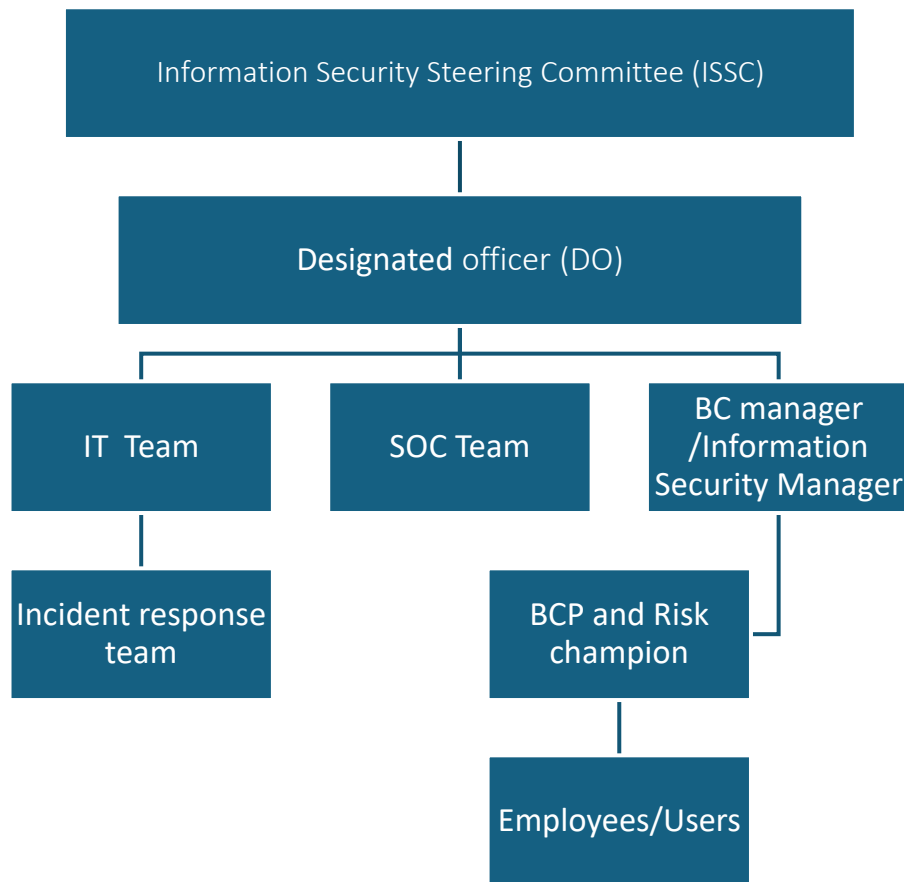 Information Security Steering Committee (ISSC)
Designated officer (DO)
IT  Team
SOC Team
BC manager
/Information
Security Manager
Incident response
team
BCP and Risk
champion
Employees/Users